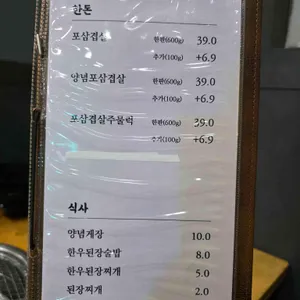 한돈
포삼겹살 한판(600g) 39.0
추가(100g) +6.9
양념포삼겹살 한판(600g) 39.0
추가(100g) +6.9
포삼겹살주물럭 한판(600g) 39.0
추가(100g) +6.9
식사
양념게장 10.0
한우된장술밥 8.0
한우된장찌개 5.0
된장찌개 2.0